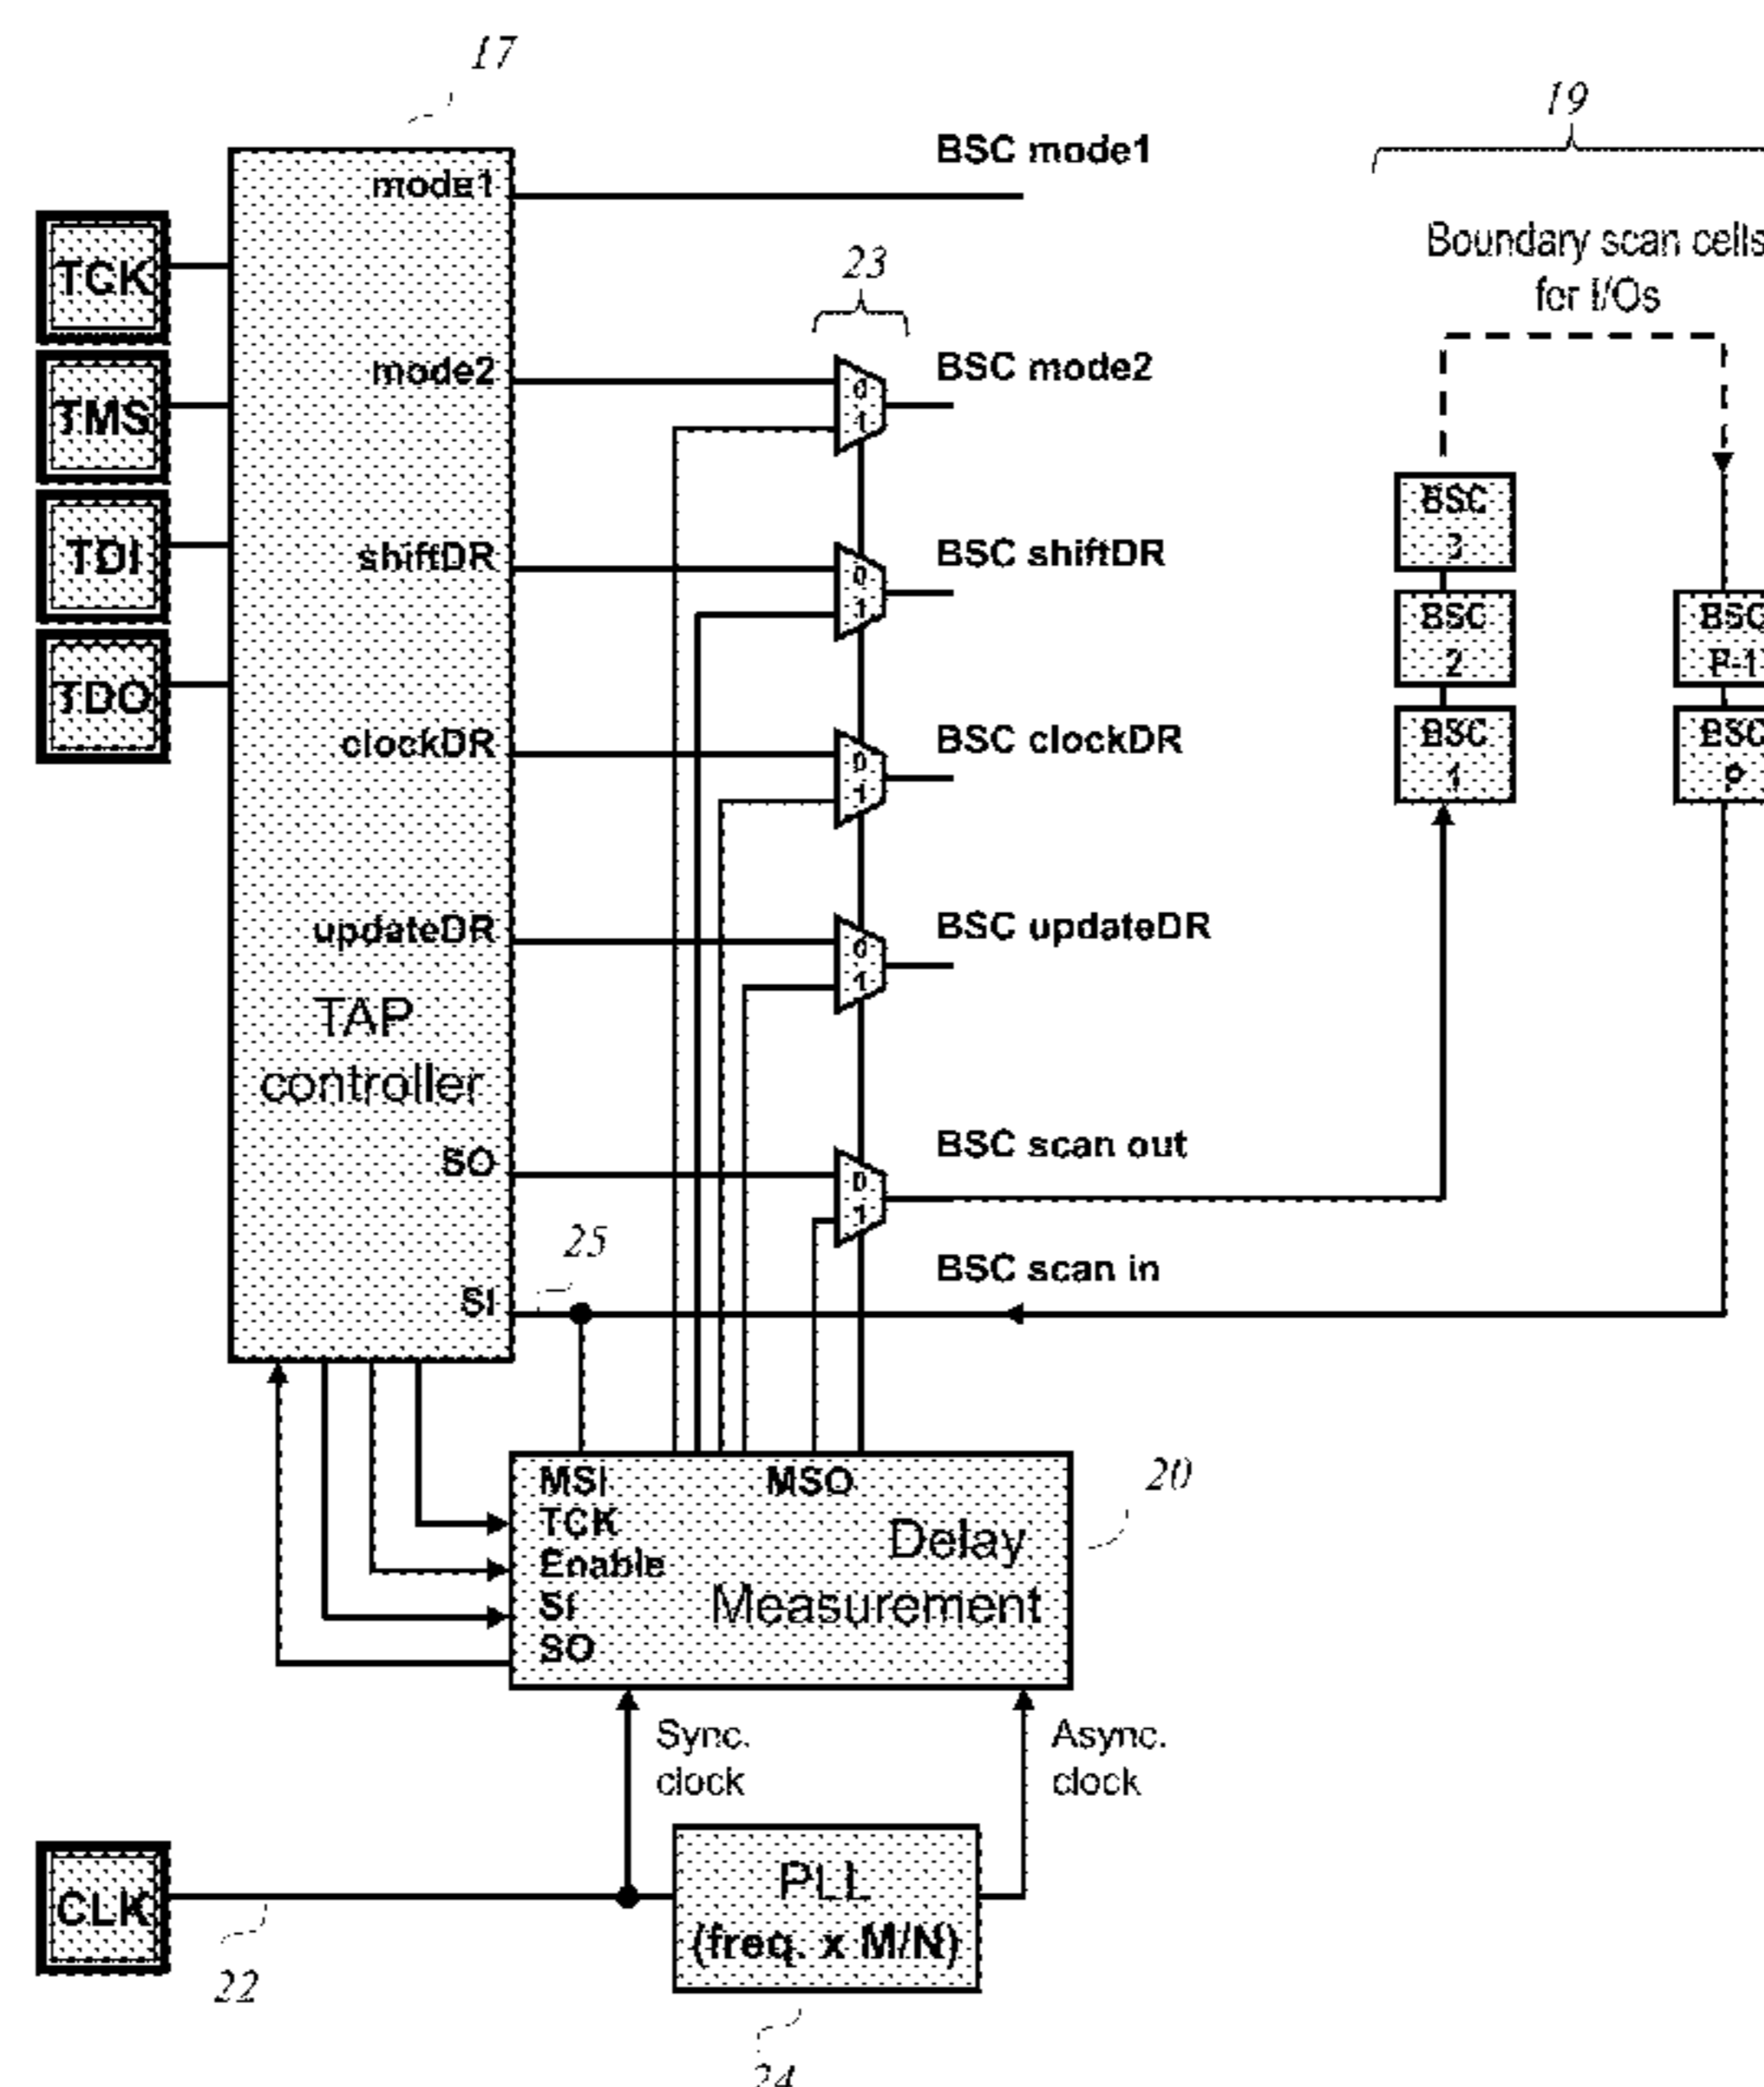 17
19
BSC mode1
mode1
Boundary scan cells
for I/Os
TCK
23
mode2
BSC mode2
0
1
TMS
BSC
3
shiftDR
BSC shiftDR
0
1
TDI
BSC
2
BSC
P-1
TDO
clockDR
BSC clockDR
0
1
BSC
1
BSC
P
updateDR
BSC updateDR
0
1
TAP
controller
SO
BSC scan out
0
1
25
BSC scan in
SI
MSI
MSO
20
TCK
Delay
Enable
Measurement
SI
SO
Sync.
clock
Async.
clock
CLK
PLL
(freq. x M/N)
22
24